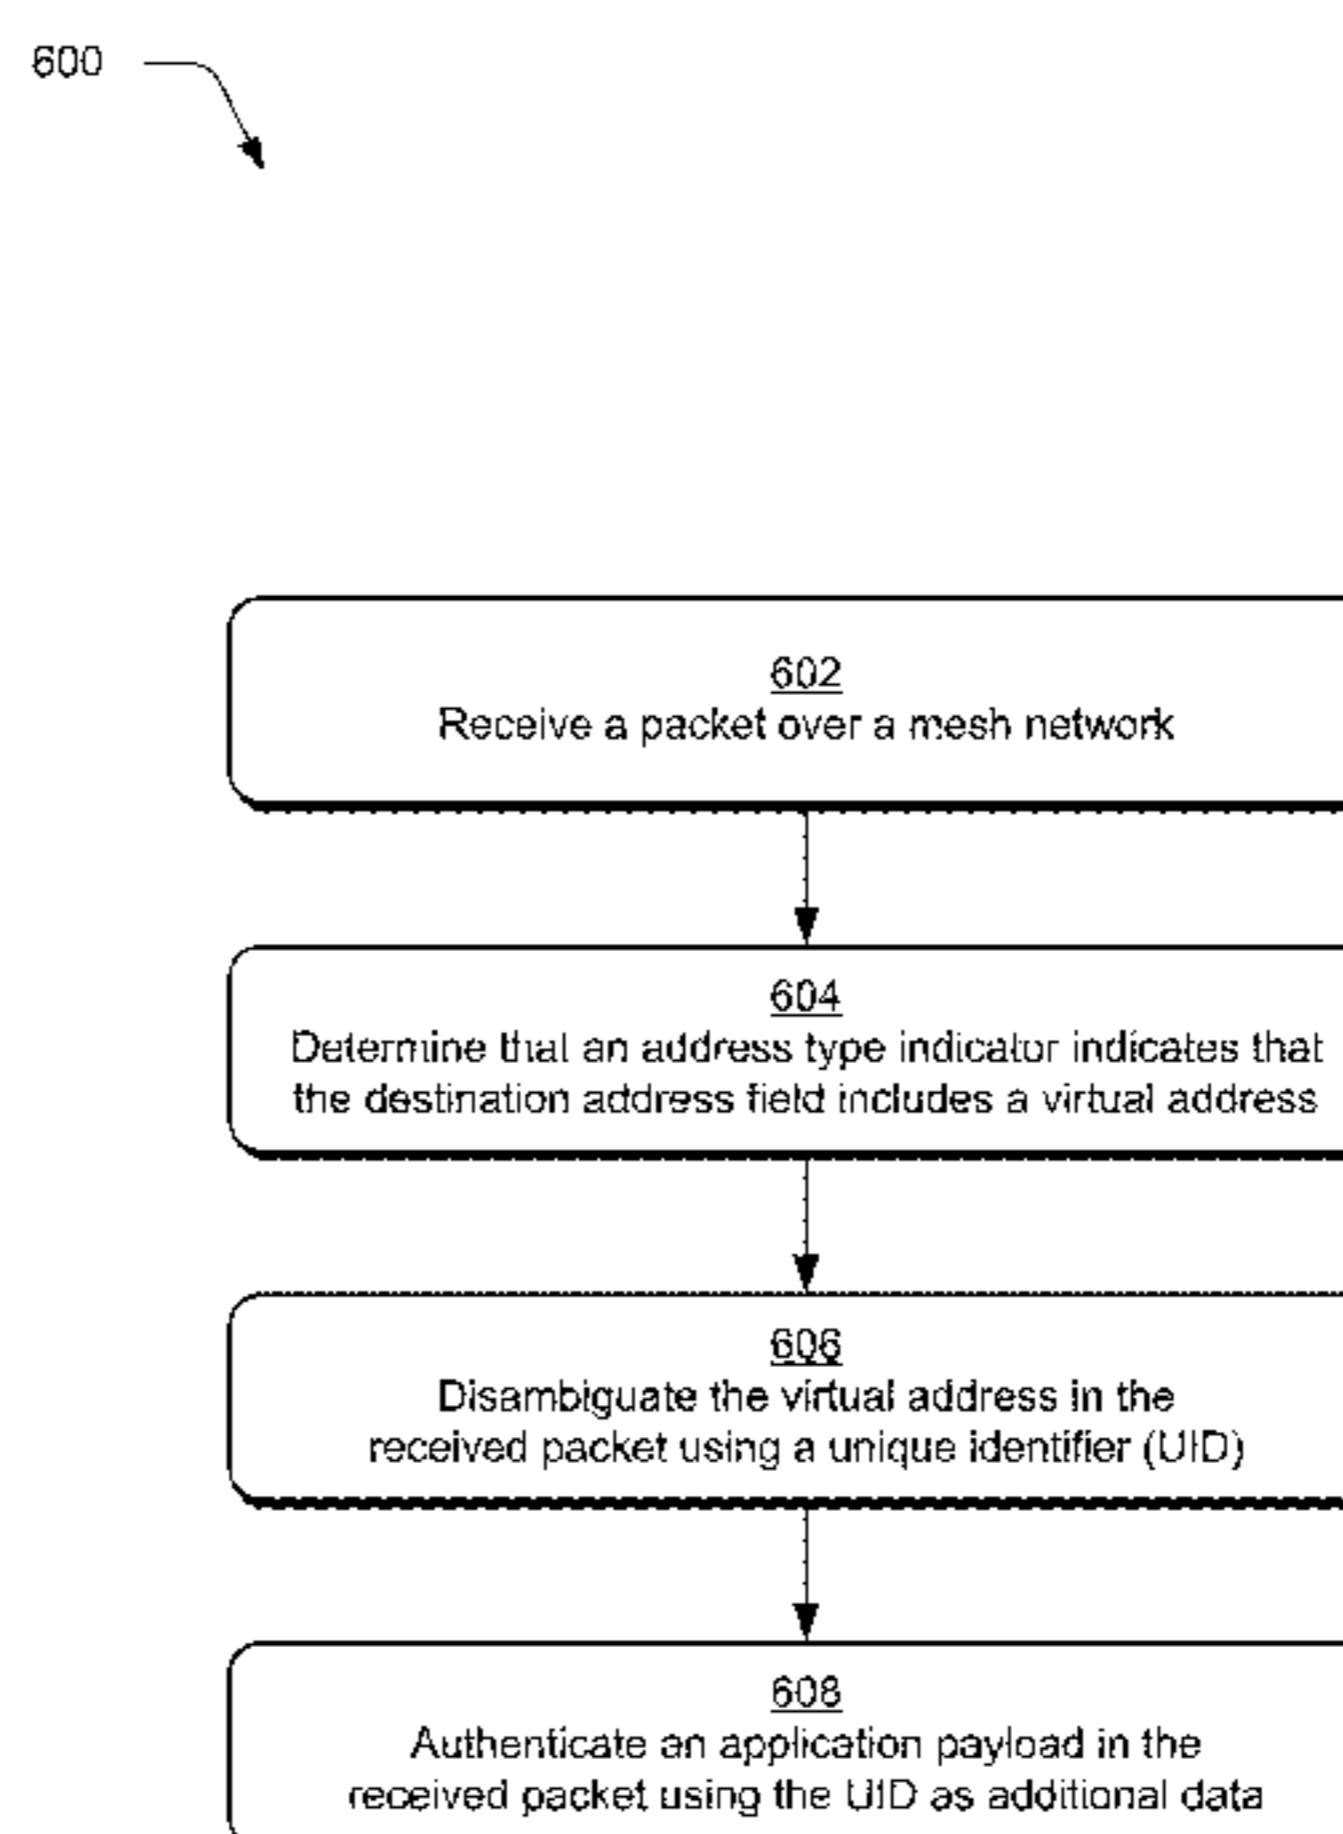 600
602
Receive a packet over a mesh network
604
Determine that an address type indicator indicates that
the destination address field includes a virtual address
606
Disambiguate the virtual address in the
received packet using a unique identifier (UID)
608
Authenticate an application payload in the
received packet using the UID as additional data